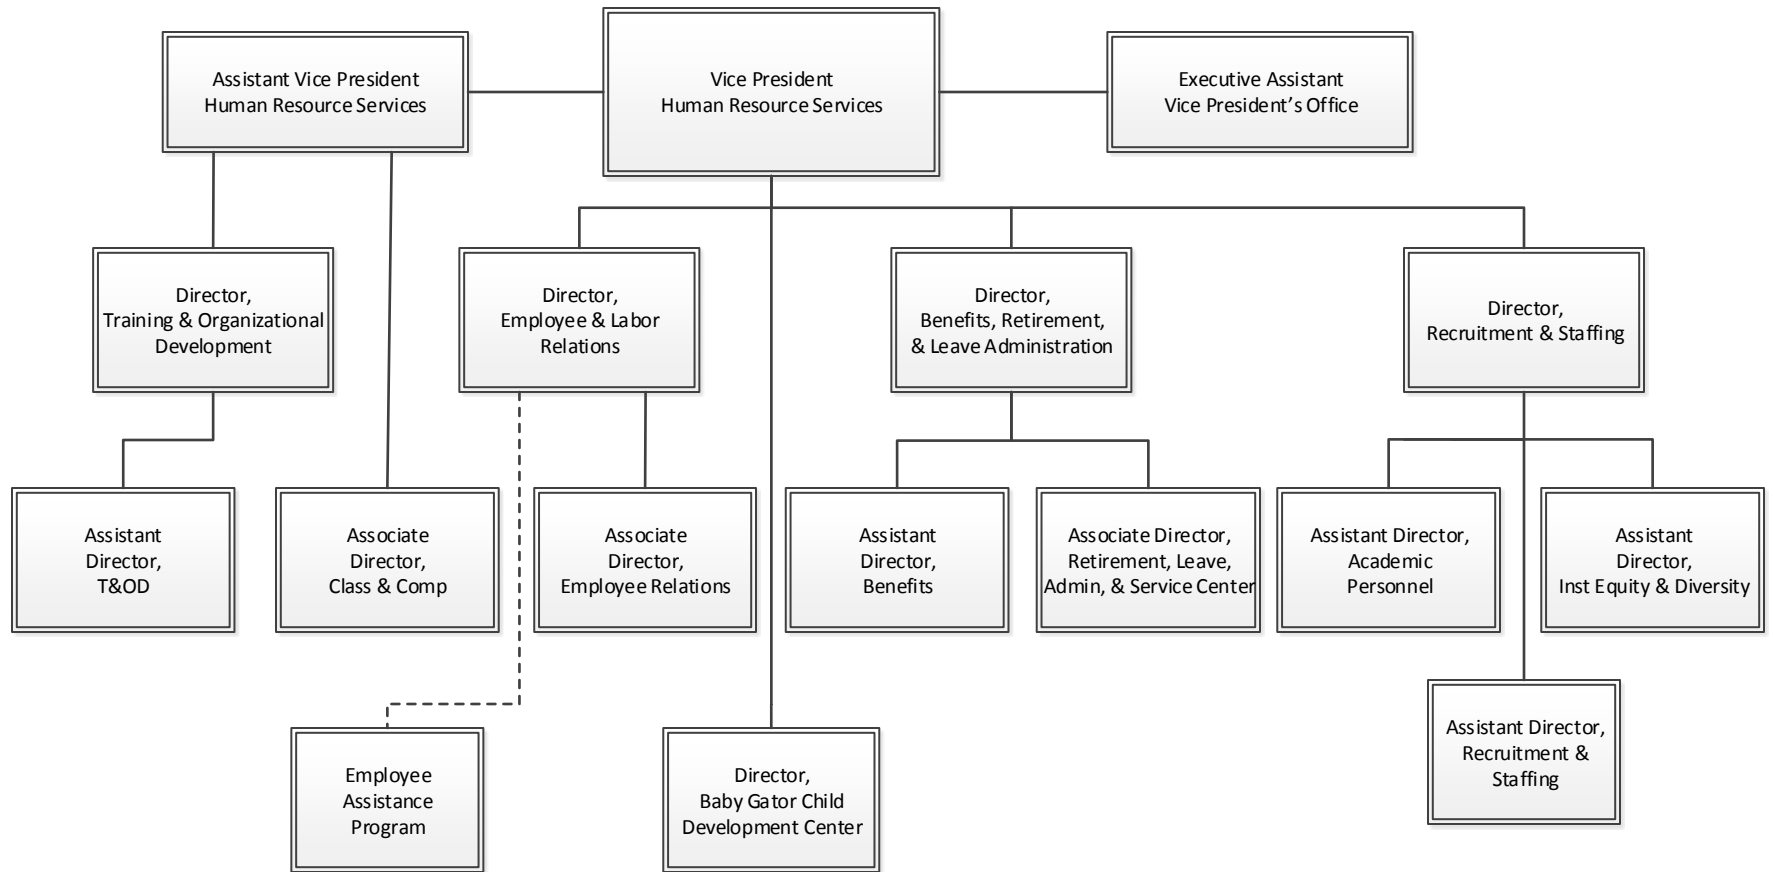 Assistant Vice President
Human Resource Services
Vice President
Human Resource Services
Executive Assistant
Vice President’s Office
Director,
Training & Organizational
Development
Director,
Employee & Labor
Relations
Director,
Benefits, Retirement,
& Leave Administration
Director,
Recruitment & Staffing
Assistant
Director,
T&OD
Associate
Director,
Class & Comp
Associate
Director,
Employee Relations
Assistant
Director,
Benefits
Associate Director,
Retirement, Leave,
Admin, & Service Center
Assistant Director,
Academic
Personnel
Assistant
Director,
Inst Equity & Diversity
Employee
Assistance
Program
Director,
Baby Gator Child
Development Center
Assistant Director,
Recruitment &
Staffing